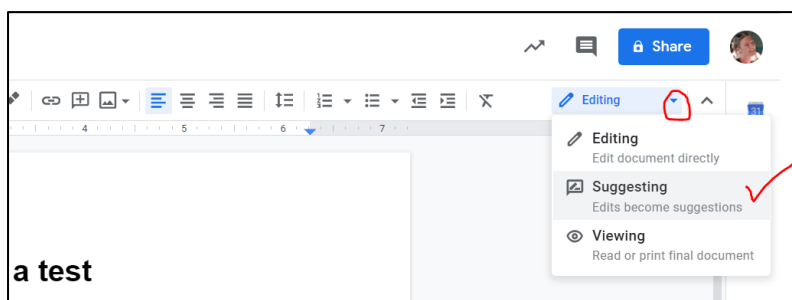 Share
Editing
31
4 5 6 7
Editing
Edit document directly
Suggesting
Edits become suggestions
Viewing
Read or print final document
a test